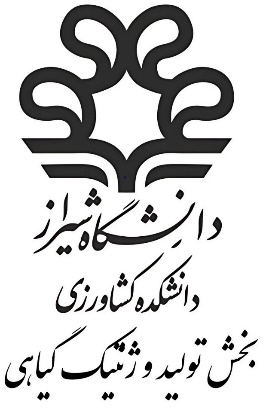 دانشگاه شیراز
دانشکده کشاورزی
بخش تولید و ژنتیک گیاهی